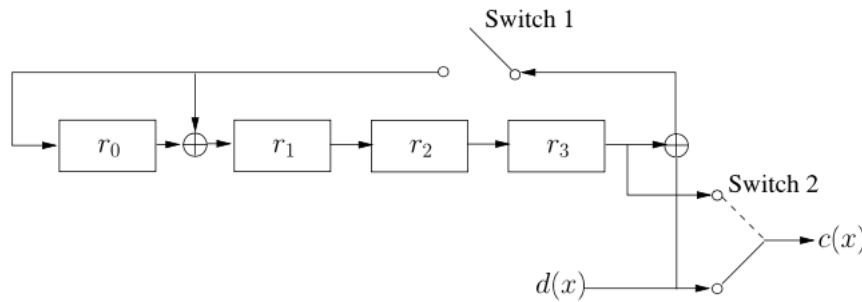 Switch 1
r₀
r₁
r₂
r₃
Switch 2
c(x)
d(x)